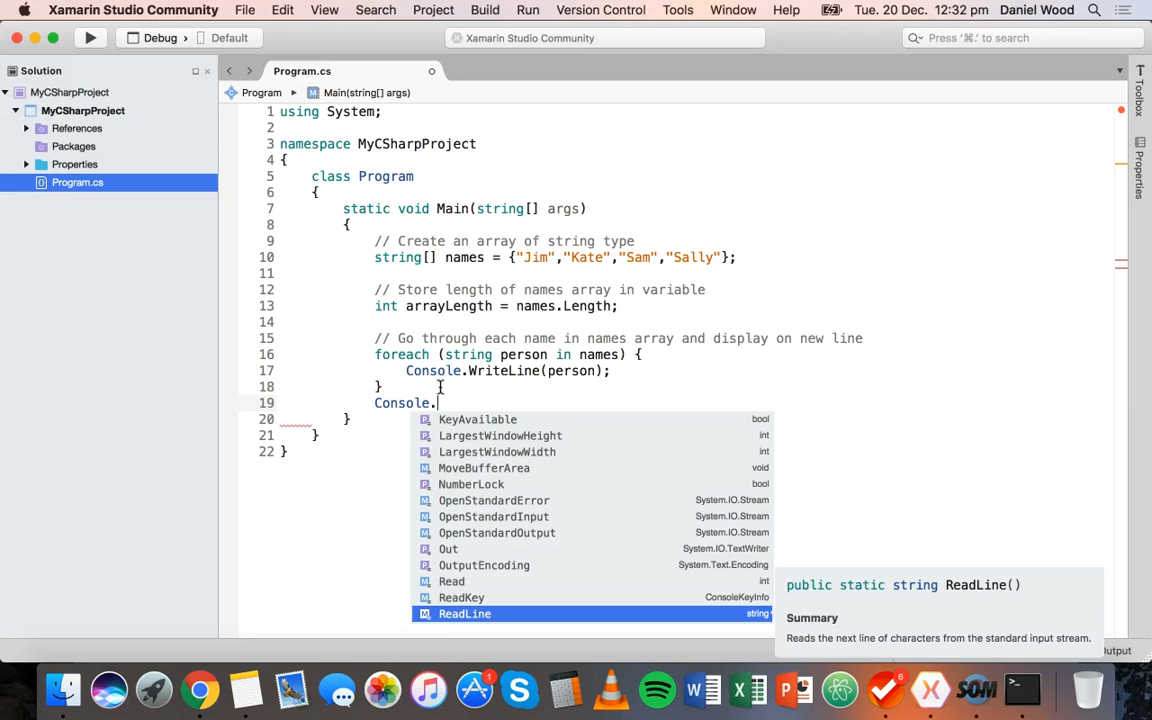 Xamarin Studio Community File Edit View Search Project Build Run Version Control Tools Window Help Tue. 20 Dec. 12:32 pm Daniel Wood
Debug › Default
Xamarin Studio Community
Press '⌘.' to search
Solution
Program.cs
MyCSharpProject
Program ▸ Main(string[] args)
MyCSharpProject
References
Packages
Properties
Program.cs
Toolbox
Properties
1 using System;
2
3 namespace MyCSharpProject
4 {
5 class Program
6 {
7 static void Main(string[] args)
8 {
9 // Create an array of string type
10 string[] names = {"Jim","Kate","Sam","Sally"};
11
12 // Store length of names array in variable
13 int arrayLength = names.Length;
14
15 // Go through each name in names array and display on new line
16 foreach (string person in names) {
17 Console.WriteLine(person);
18 }
19 Console.
20 }
21 }
22 }
KeyAvailable bool
LargestWindowHeight int
LargestWindowWidth int
MoveBufferArea void
NumberLock bool
OpenStandardError System.IO.Stream
OpenStandardInput System.IO.Stream
OpenStandardOutput System.IO.Stream
Out System.IO.TextWriter
OutputEncoding System.Text.Encoding
Read int
ReadKey ConsoleKeyInfo
ReadLine string
public static string ReadLine()
Summary
Reads the next line of characters from the standard input stream.
utput
1
6
SOM